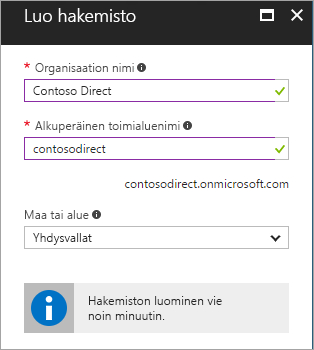 Luo hakemisto
* Organisaation nimi
Contoso Direct
* Alkuperäinen toimialuenimi
contosodirect
contosodirect.onmicrosoft.com
Maa tai alue
Yhdysvallat
Hakemiston luominen vie
noin minuutin.